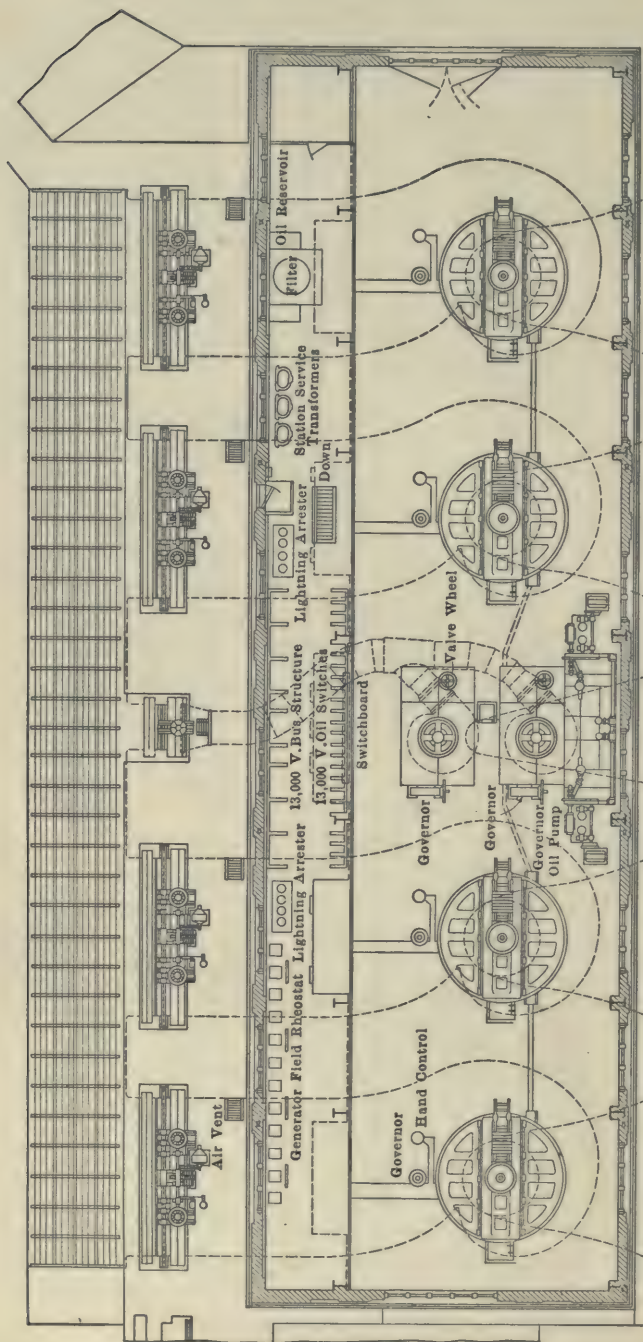 Oil Reservoir
Filter
Station Service
Transformers
Down
Lightning Arrester
13,000 V.Bus Structure
13,000 V.Oil Switches
Switchboard
Valve Wheel
Governor
Governor
Governor
Oil Pump
Lightning Arrester
Generator Field Rheostat
Governor
Hand Control
Air Vent